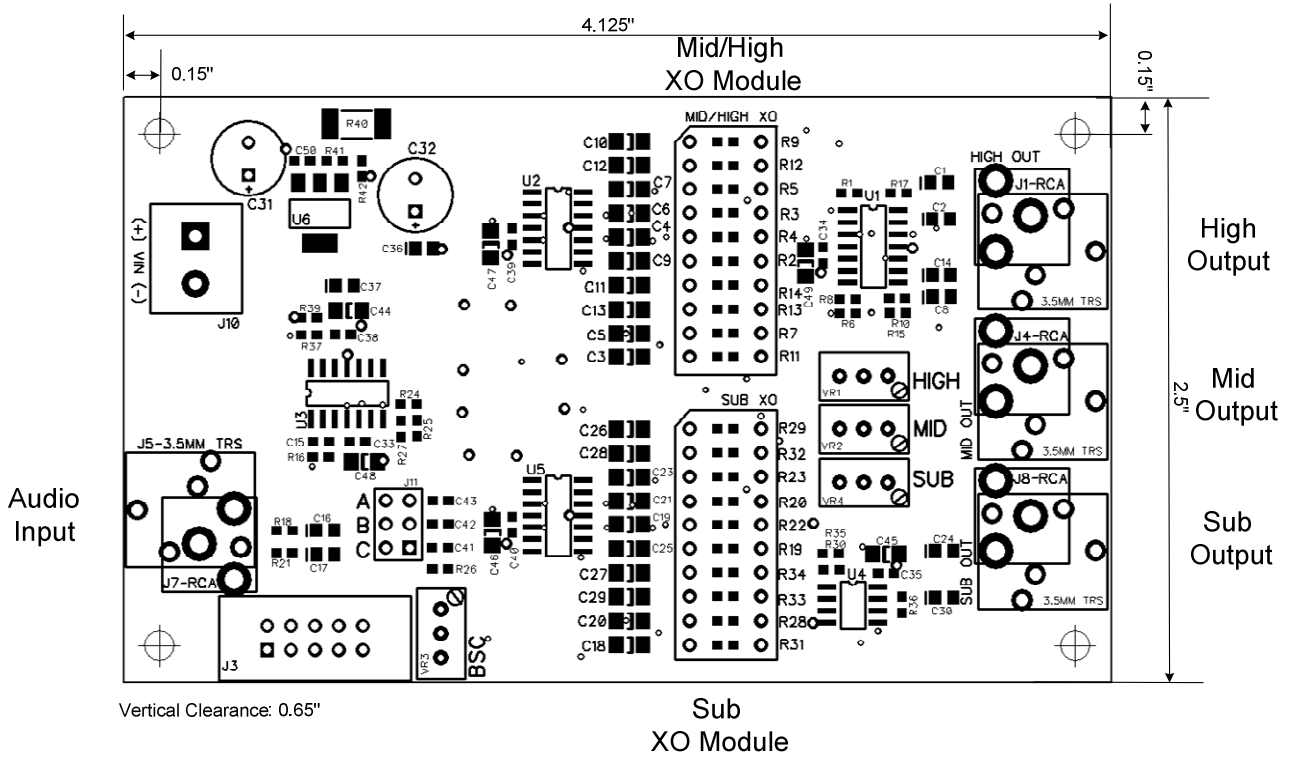 4.125"
Mid/High
XO Module
0.15"
0.15"
2.5"
R40
C50
R41
R42
C31
+
C32
+
U6
C36
(+) VIN (-)
J10
C37
C44
R39
C38
R37
U3
R24
R25
R27
C15
C33
R16
C48
J5-3.5MM TRS
Audio
Input
J7-RCA
R18
C16
R21
C17
J11
A
B
C
C43
C42
C41
R26
J3
VR3
BSC
U2
C47
C39
U5
C46
C40
MID/HIGH XO
C10
R9
C12
R12
C7
R5
C6
R3
C4
R4
C9
R2
C11
R14
C13
R13
C5
R7
C3
R11
SUB XO
C26
R29
C28
R32
C23
R23
C21
R20
C19
R22
C25
R19
C27
R34
C29
R33
C20
R28
C18
R31
R1
R17
C1
U1
C2
C34
C49
C14
R8
R6
R10
R15
C8
VR1
HIGH
VR2
MID
VR4
SUB
R35
R30
C45
C24
U4
C35
R36
C30
HIGH OUT
J1-RCA
3.5MM TRS
High
Output
MID OUT
J4-RCA
3.5MM TRS
Mid
Output
SUB OUT
J8-RCA
3.5MM TRS
Sub
Output
Vertical Clearance: 0.65"
Sub
XO Module